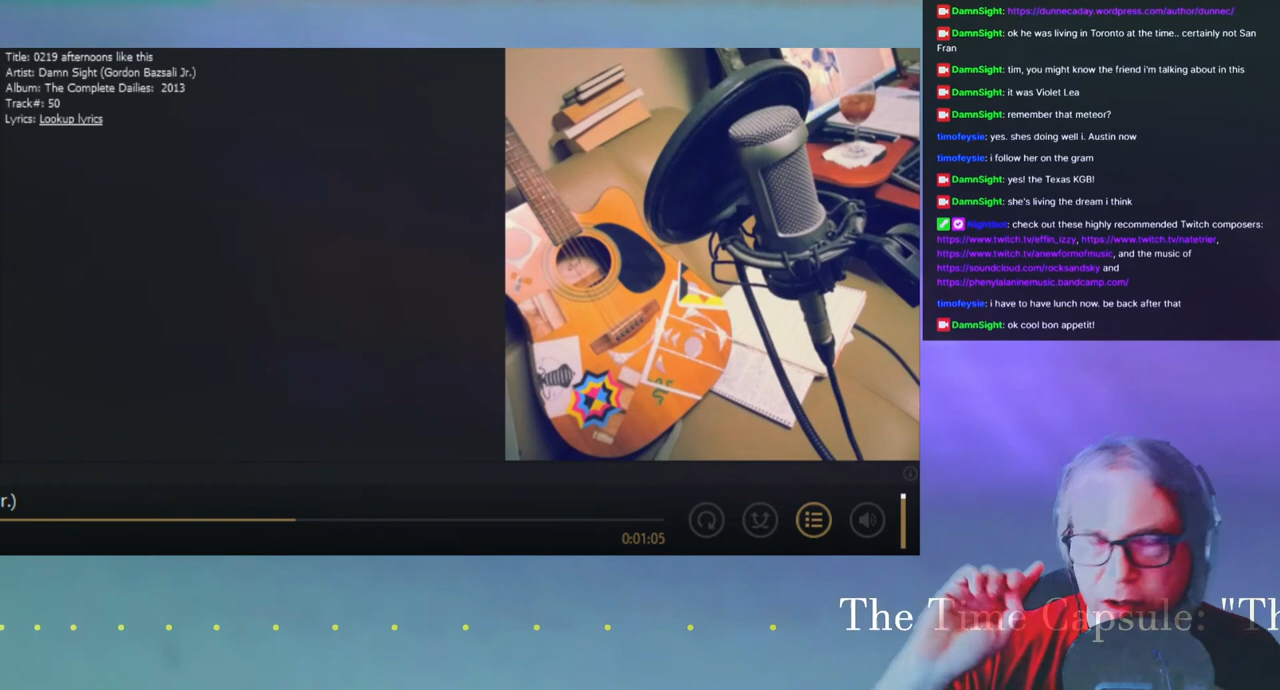 Title: 0219 afternoons like this
Artist: Damn Sight (Gordon Bazsali Jr.)
Album: The Complete Dailies:  2013
Track#: 50
Lyrics: Lookup lyrics
r.)
0:01:05
DamnSight: https://dunnecaday.wordpress.com/author/dunnec/
DamnSight: ok he was living in Toronto at the time.. certainly not San
Fran
DamnSight: tim, you might know the friend i'm talking about in this
DamnSight: it was Violet Lea
DamnSight: remember that meteor?
timofeysie: yes. shes doing well i. Austin now
timofeysie: i follow her on the gram
DamnSight: yes! the Texas KGB!
DamnSight: she's living the dream i think
Nightbot: check out these highly recommended Twitch composers:
https://www.twitch.tv/effin_izzy, https://www.twitch.tv/natetrier,
https://www.twitch.tv/anewformofmusic, and the music of
https://soundcloud.com/rocksandsky and
https://phenylalaninemusic.bandcamp.com/
timofeysie: i have to have lunch now. be back after that
DamnSight: ok cool bon appetit!
The Time Capsule: "Th